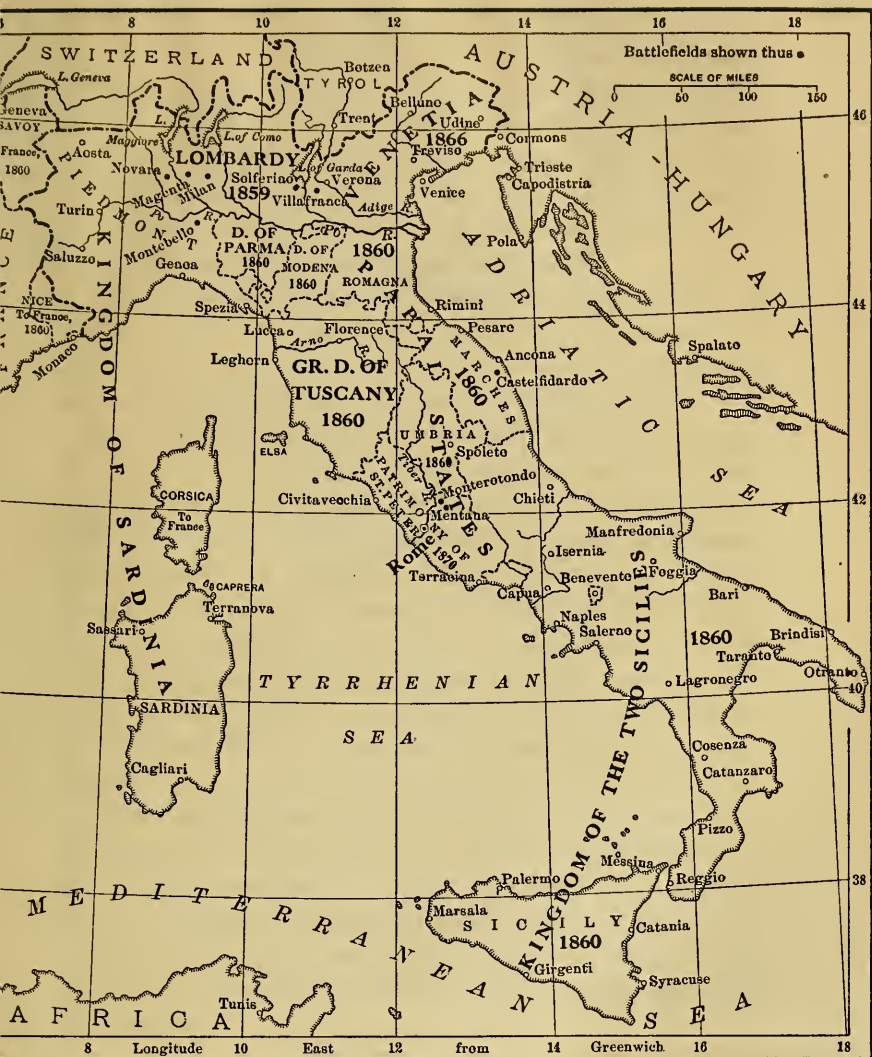 8 10 12 14 16 18
SWITZERLAND
AUSTRIA-HUNGARY
Battlefields shown thus
SCALE OF MILES
0 50 100 150
L. Geneva
Geneva
SAVOY
France,
1860
Botzen
TYROL
Trent
Belluno
Udine
VENETIA
1866
Cormons
46
L.
Maggiore
L. of Como
Aosta
LOMBARDY
1859
Novara
Magenta
Milan
Solferino
L. of Garda
Verona
Villafranca
Treviso
Venice
Trieste
Capodistria
Adige R.
PIEDMONT
Turin
Po
R.
Montebello
Saluzzo
Genoa
D. OF
PARMA
1860
D. OF
MODENA
1860
Po
R.
1860
ROMAGNA
Pola
ADRIATIC SEA
NICE
To France,
1860
Monaco
KINGDOM OF SARDINIA
Spezia
Lucca
Florence
Arno
R.
Leghorn
GR. D. OF
TUSCANY
1860
Rimini
44
Pesaro
Ancona
Castelfidardo
MARCHES
1860
Spalato
PAPAL STATES
ELBA
UMBRIA
1860
Spoleto
Tiber R.
Monterotondo
Civitavecchia
Mentana
PATRIMONY OF
ST. PETER
1870
Rome
Chieti
42
CORSICA
To
France
Manfredonia
Isernia
Terracina
Capua
Benevento
Foggia
Bari
CAPRERA
Terranova
Sassari
Naples
Salerno
1860
Brindisi
Taranto
Otranto
40
TYRRHENIAN
SEA
SARDINIA
Lagronegro
KINGDOM OF THE TWO SICILIES
Cagliari
Cosenza
Catanzaro
Pizzo
Messina
Reggio
38
MEDITERRANEAN SEA
Palermo
Marsala
SICILY
1860
Catania
Girgenti
Syracuse
Tunis
AFRICA
8 Longitude 10 East 12 from 14 Greenwich 16 18